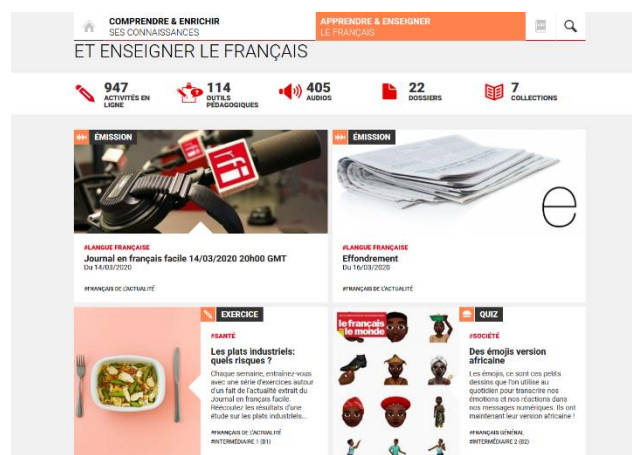 COMPRENDRE & ENRICHIR
SES CONNAISSANCES
APPRENDRE & ENSEIGNER
LE FRANÇAIS
ET ENSEIGNER LE FRANÇAIS
947
ACTIVITÉS EN
LIGNE
114
OUTILS
PÉDAGOGIQUES
405
AUDIOS
22
DOSSIERS
7
COLLECTIONS
ÉMISSION
rfi
#LANGUE FRANÇAISE
Journal en français facile 14/03/2020 20h00 GMT
Du 14/03/2020
#FRANÇAIS DE L'ACTUALITÉ
ÉMISSION
e
#LANGUE FRANÇAISE
Effondrement
Du 16/03/2020
#FRANÇAIS DE L'ACTUALITÉ
EXERCICE
#SANTÉ
Les plats industriels:
quels risques ?
Chaque semaine, entraînez-vous
avec une série d'exercices autour
d'un fait de l'actualité extrait du
Journal en français facile.
Réécoutez les résultats d'une
étude sur les plats industriels...
#FRANÇAIS DE L'ACTUALITÉ
#INTERMÉDIAIRE 1 (B1)
le français
dans le monde
QUIZ
#SOCIÉTÉ
Des émojis version
africaine
Les émojis, ce sont ces petits
dessins que l'on utilise au
quotidien pour transcrire nos
émotions et nos réactions dans
nos messages numériques. Ils ont
maintenant leur version africaine !
#FRANÇAIS GÉNÉRAL
#INTERMÉDIAIRE 2 (B2)